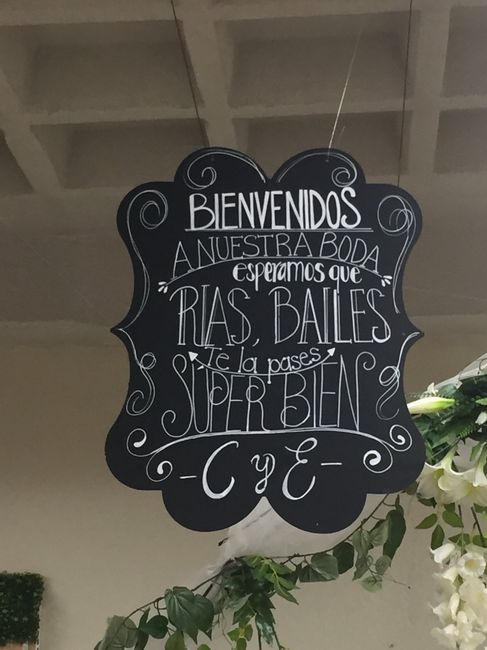 BIENVENIDOS
A NUESTRA BODA
esperamos que
RIAS, BAILES
Te la pases
SUPER BIEN
- C y E -